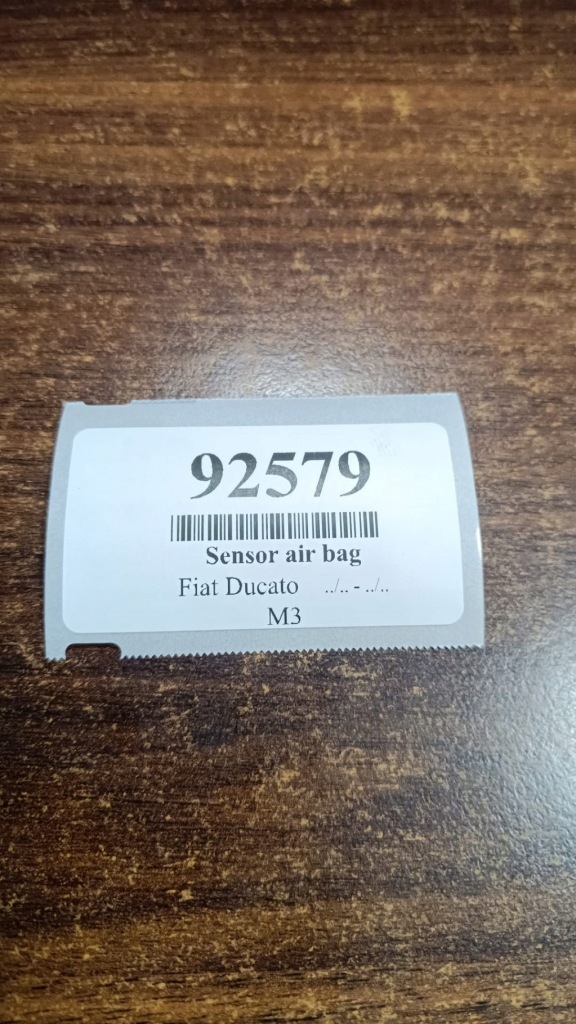 92579
Sensor air bag
Fiat Ducato ../.. - ../..
M3